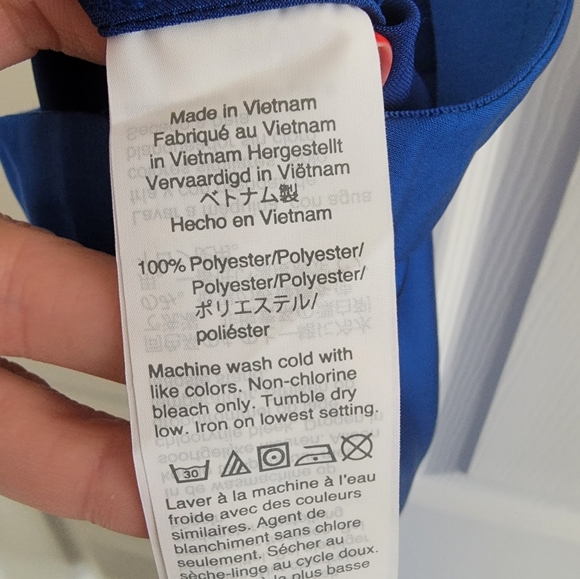 Made in Vietnam
Fabriqué au Vietnam
in Vietnam Hergestellt
Vervaardigd in Viëtnam
ベトナム製
Hecho en Vietnam
100% Polyester/Polyester/
Polyester/Polyester/
ポリエステル/
poliéster
Machine wash cold with
like colors. Non-chlorine
bleach only. Tumble dry
low. Iron on lowest setting.
30
Laver à la machine à l'eau
froide avec des couleurs
similaires. Agent de
blanchiment sans chlore
seulement. Sécher au
sèche-linge au cycle doux.
à la plus basse